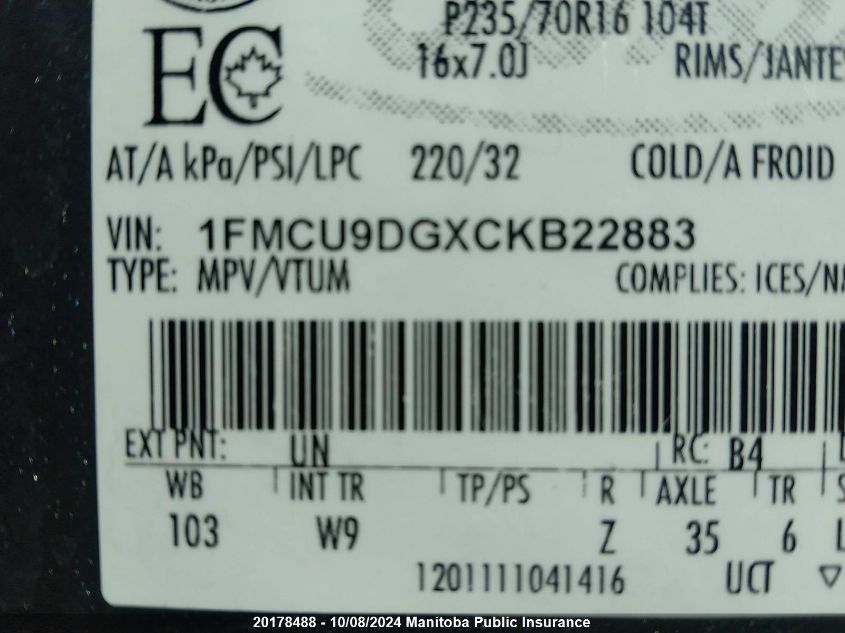 P235/70R16 104T
EC 16x7.0J RIMS/JANTE
AT/A kPa/PSI/LPC 220/32 COLD/A FROID
VIN: 1FMCU9DGXCKB22883
TYPE: MPV/VTUM COMPLIES: ICES/N
EXT PNT: UN RC: B4
WB INT TR TP/PS R AXLE TR S
103 W9 Z 35 6 L
1201111041416 UCT
20178488 - 10/08/2024 Manitoba Public Insurance